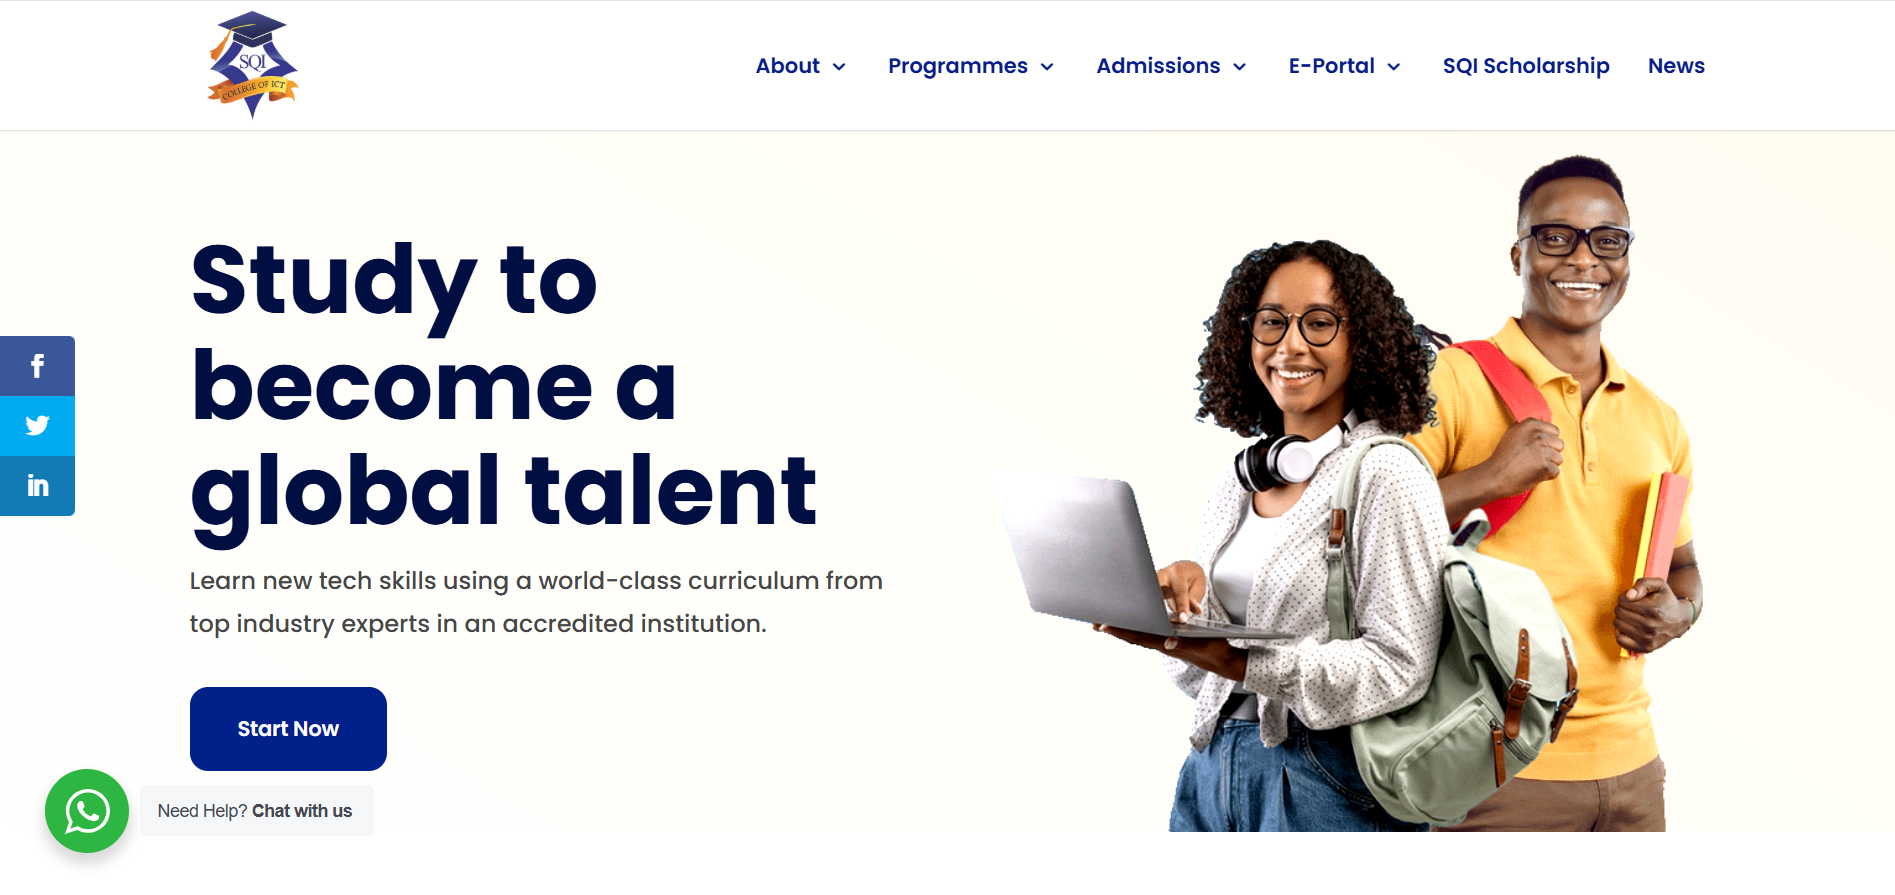 SQI
COLLEGE OF ICT
About
Programmes
Admissions
E-Portal
SQI Scholarship
News
Study to
become a
global talent
Learn new tech skills using a world-class curriculum from
top industry experts in an accredited institution.
Start Now
Need Help? Chat with us